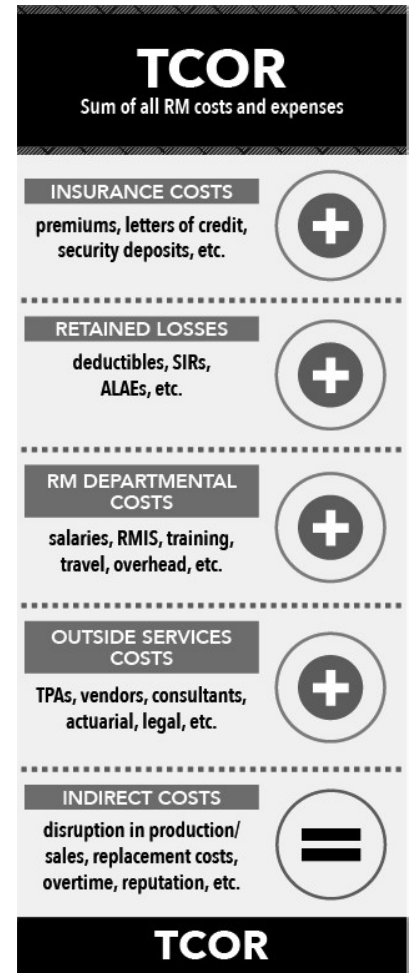 TCOR
Sum of all RM costs and expenses
INSURANCE COSTS
premiums, letters of credit,
security deposits, etc.
RETAINED LOSSES
deductibles, SIRs,
ALAEs, etc.
RM DEPARTMENTAL
COSTS
salaries, RMIS, training,
travel, overhead, etc.
OUTSIDE SERVICES
COSTS
TPAs, vendors, consultants,
actuarial, legal, etc.
INDIRECT COSTS
disruption in production/
sales, replacement costs,
overtime, reputation, etc.
TCOR